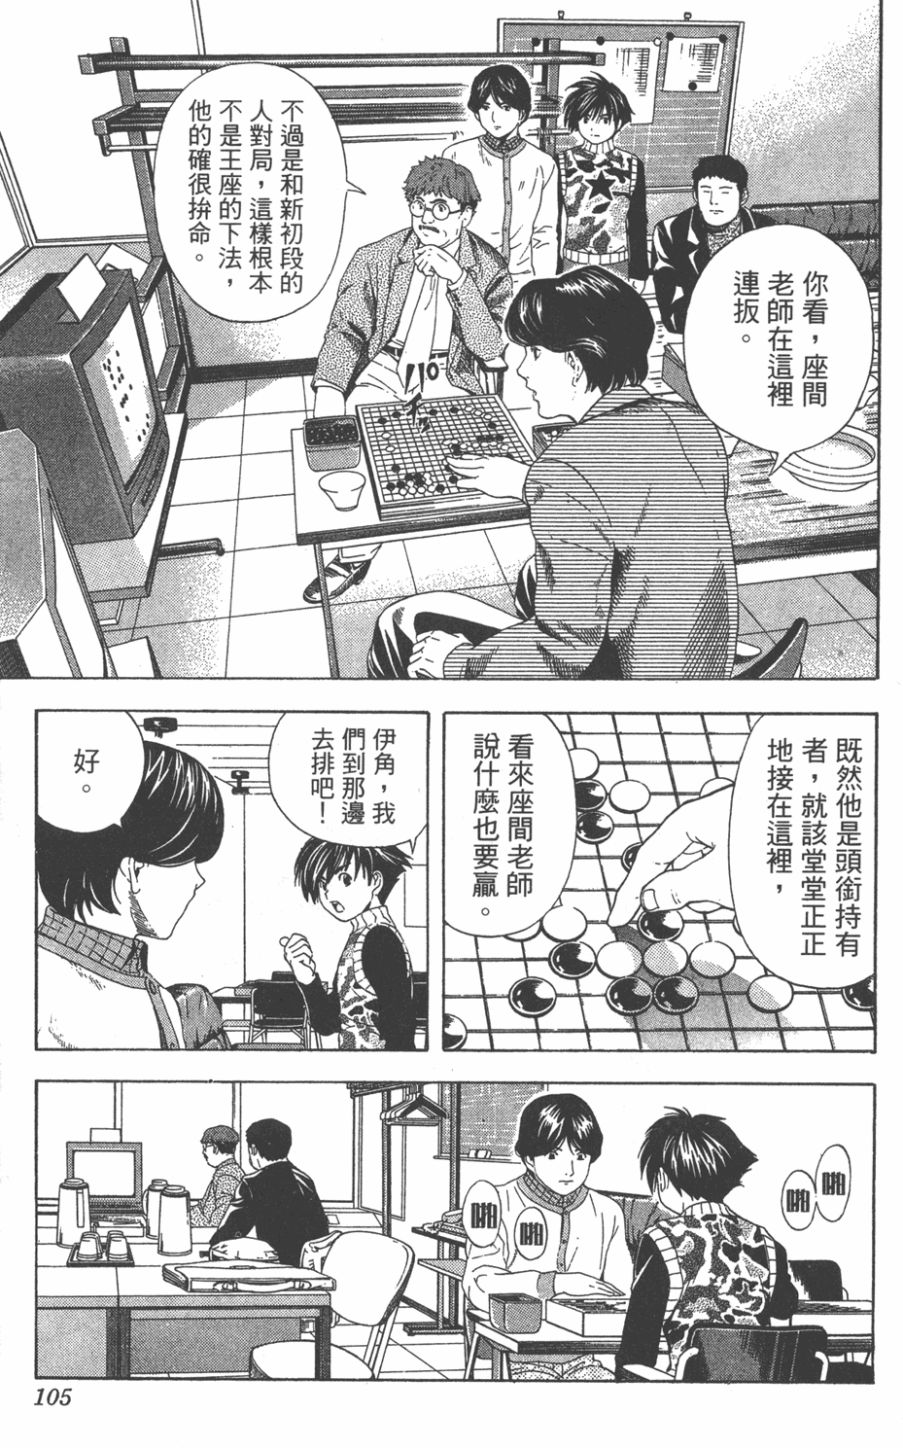 你看，座間
老師在這裡
連扳。
不過是和新初段的
人對局，這樣根本
不是王座的下法，
他的確很拚命。
既然他是頭銜持有
者，就該堂堂正正
地接在這裡，
看來座間老師
說什麼也要贏。
伊角，我
們到那邊
去排吧！
好。
啪
啪
啪
啪
105